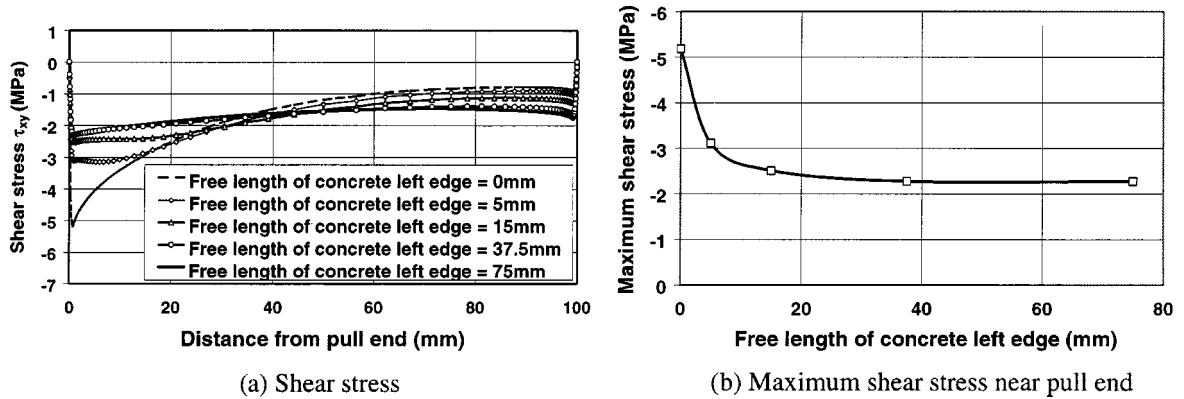 1
0
-1
-2
-3
-4
-5
-6
-7
Shear stress τxy (MPa)
Free length of concrete left edge = 0mm
Free length of concrete left edge = 5mm
Free length of concrete left edge = 15mm
Free length of concrete left edge = 37.5mm
Free length of concrete left edge = 75mm
0 20 40 60 80 100
Distance from pull end (mm)
(a) Shear stress
-6
-5
-4
-3
-2
-1
0
Maximum shear stress (MPa)
0 20 40 60 80
Free length of concrete left edge (mm)
(b) Maximum shear stress near pull end